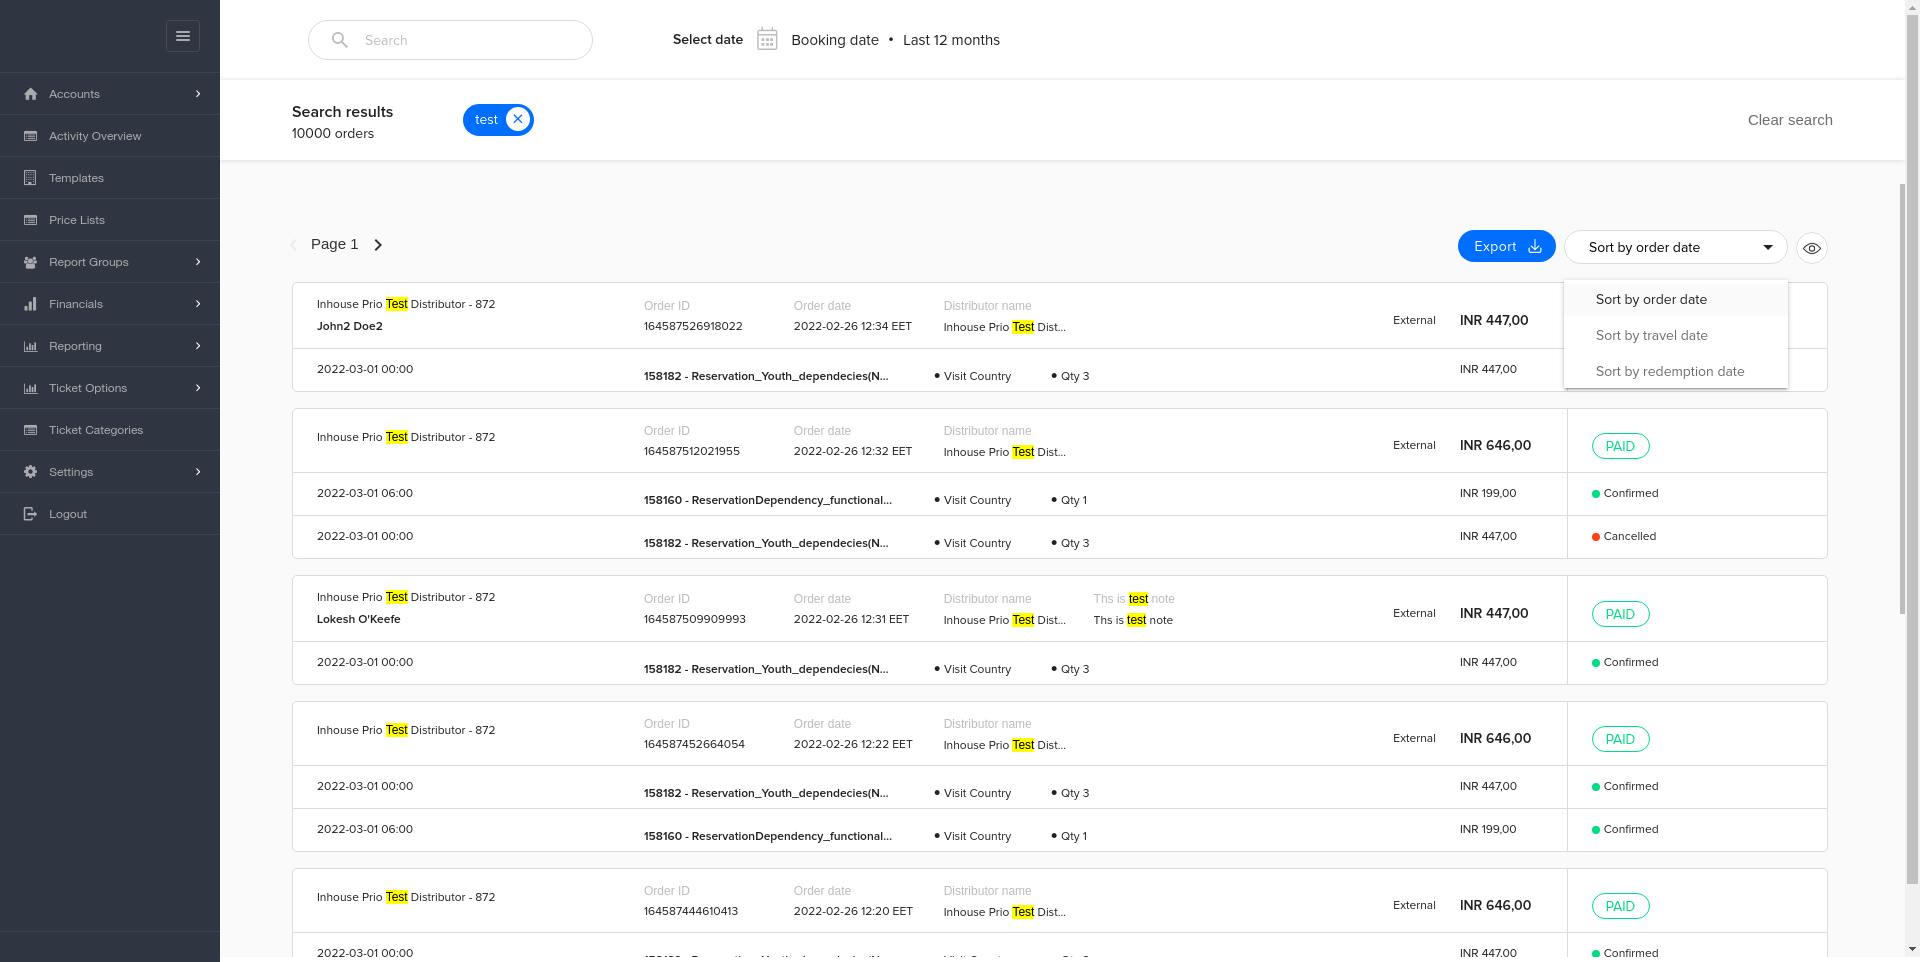 Search
Select date
Booking date • Last 12 months
Accounts
Activity Overview
Templates
Price Lists
Report Groups
Financials
Reporting
Ticket Options
Ticket Categories
Settings
Logout
Search results
10000 orders
test
Clear search
Page 1
Export
Sort by order date
Sort by order date
Sort by travel date
Sort by redemption date
Inhouse Prio Test Distributor - 872
John2 Doe2
Order ID
164587526918022
Order date
2022-02-26 12:34 EET
Distributor name
Inhouse Prio Test Dist...
External
INR 447,00
2022-03-01 00:00
158182 - Reservation_Youth_dependecies(N...
• Visit Country
• Qty 3
INR 447,00
Inhouse Prio Test Distributor - 872
Order ID
164587512021955
Order date
2022-02-26 12:32 EET
Distributor name
Inhouse Prio Test Dist...
External
INR 646,00
PAID
2022-03-01 06:00
158160 - ReservationDependency_functional...
• Visit Country
• Qty 1
INR 199,00
Confirmed
2022-03-01 00:00
158182 - Reservation_Youth_dependecies(N...
• Visit Country
• Qty 3
INR 447,00
Cancelled
Inhouse Prio Test Distributor - 872
Lokesh O'Keefe
Order ID
164587509909993
Order date
2022-02-26 12:31 EET
Distributor name
Inhouse Prio Test Dist...
Ths is test note
Ths is test note
External
INR 447,00
PAID
2022-03-01 00:00
158182 - Reservation_Youth_dependecies(N...
• Visit Country
• Qty 3
INR 447,00
Confirmed
Inhouse Prio Test Distributor - 872
Order ID
164587452664054
Order date
2022-02-26 12:22 EET
Distributor name
Inhouse Prio Test Dist...
External
INR 646,00
PAID
2022-03-01 00:00
158182 - Reservation_Youth_dependecies(N...
• Visit Country
• Qty 3
INR 447,00
Confirmed
2022-03-01 06:00
158160 - ReservationDependency_functional...
• Visit Country
• Qty 1
INR 199,00
Confirmed
Inhouse Prio Test Distributor - 872
Order ID
164587444610413
Order date
2022-02-26 12:20 EET
Distributor name
Inhouse Prio Test Dist...
External
INR 646,00
PAID
2022-03-01 00:00
INR 447,00
Confirmed